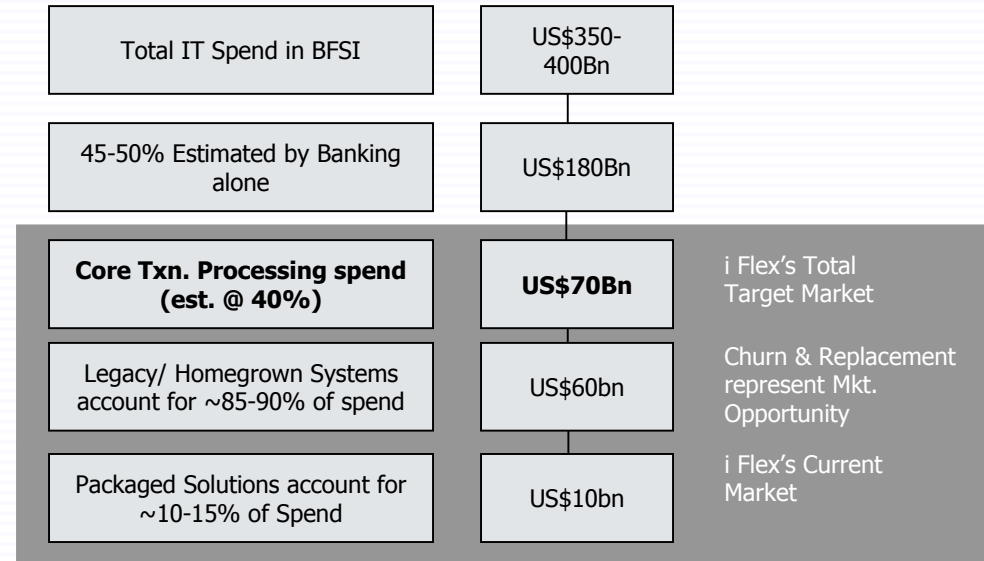 Total IT Spend in BFSI
US$350-
400Bn
45-50% Estimated by Banking
alone
US$180Bn
Core Txn. Processing spend
(est. @ 40%)
US$70Bn
i Flex’s Total
Target Market
Legacy/ Homegrown Systems
account for ~85-90% of spend
US$60bn
Churn & Replacement
represent Mkt.
Opportunity
Packaged Solutions account for
~10-15% of Spend
US$10bn
i Flex’s Current
Market